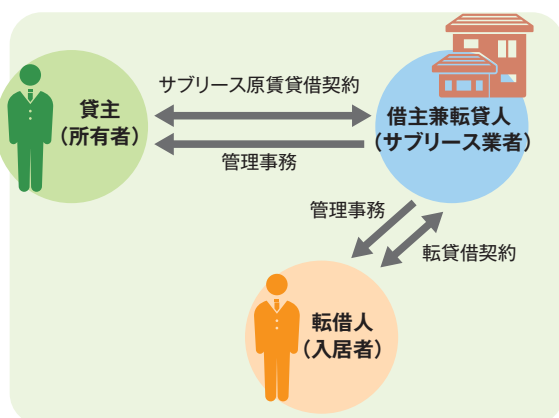 サブリース原賃貸借契約
貸主
（所有者）
借主兼転貸人
（サブリース業者）
管理事務
管理事務
転貸借契約
転借人
（入居者）